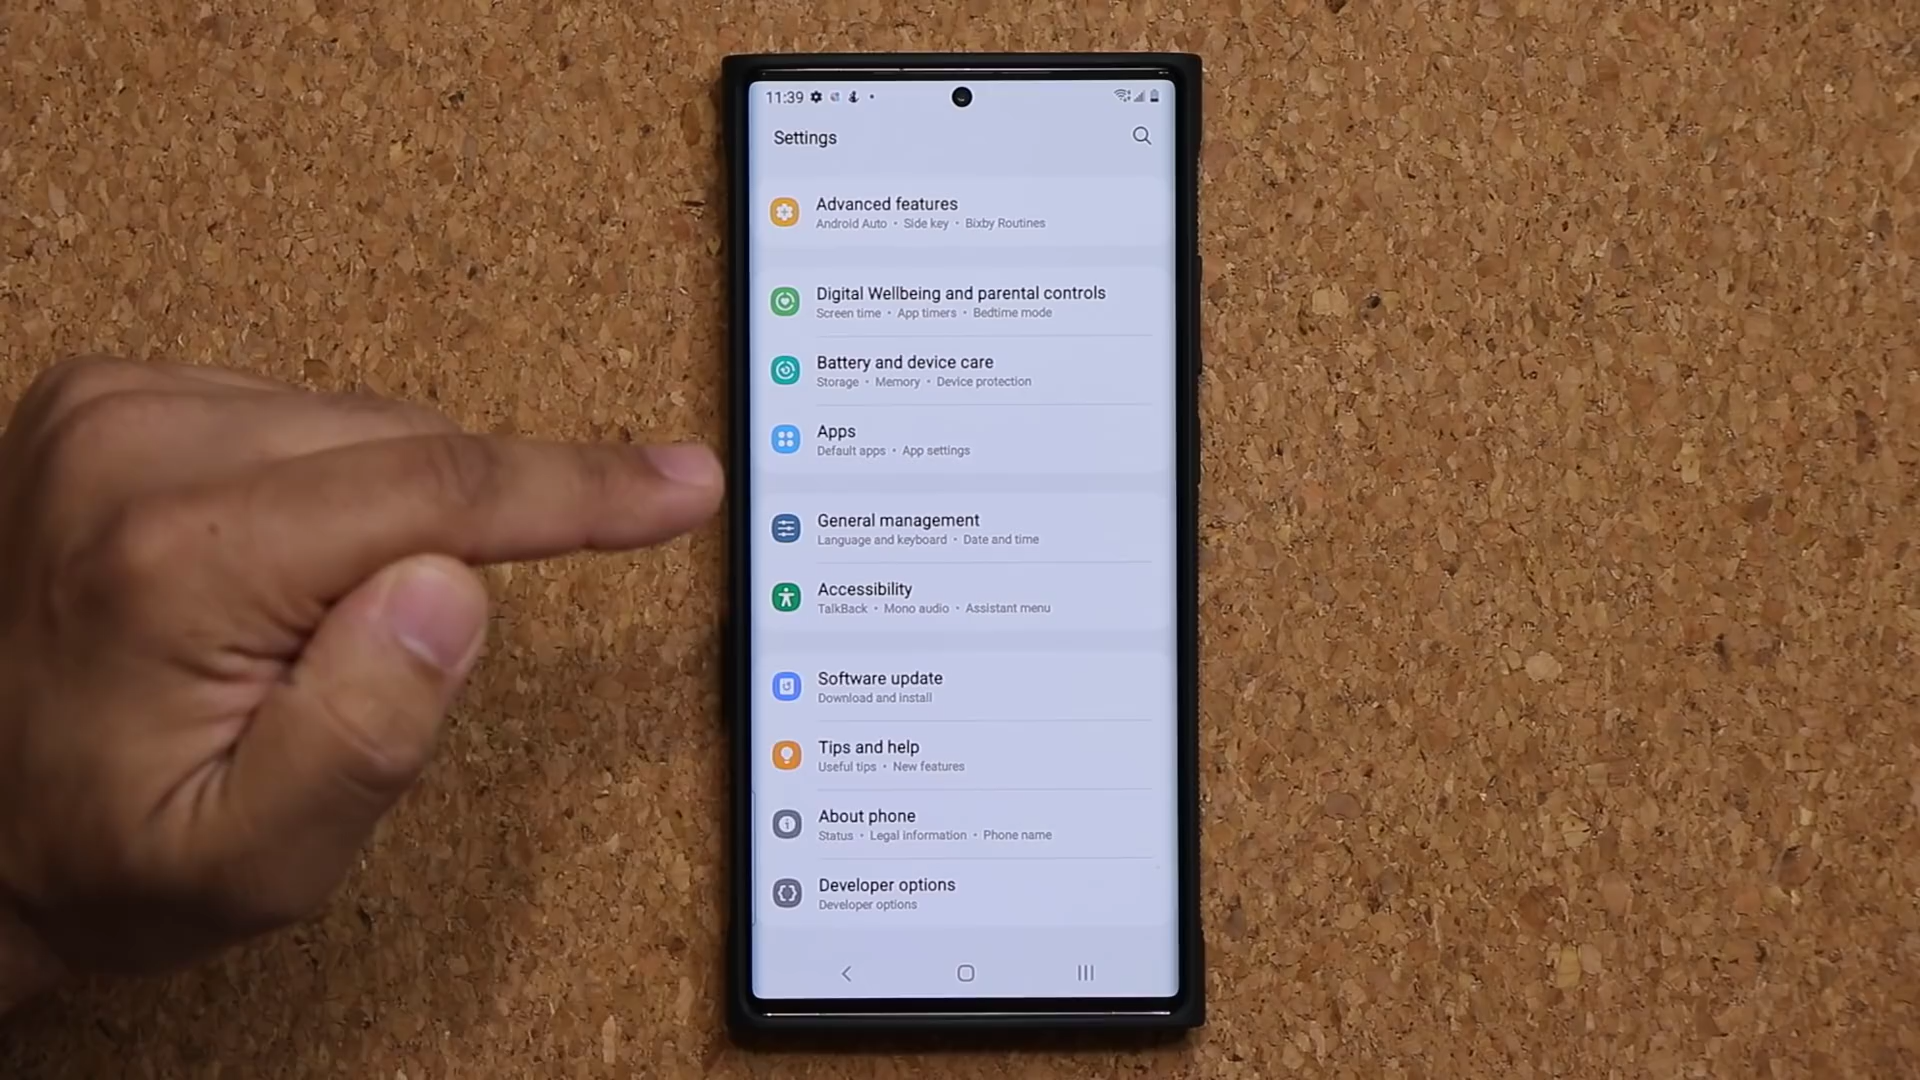 11:39
Settings
Advanced features
Android Auto • Side key • Bixby Routines
Digital Wellbeing and parental controls
Screen time • App timers • Bedtime mode
Battery and device care
Storage • Memory • Device protection
Apps
Default apps • App settings
General management
Language and keyboard • Date and time
Accessibility
TalkBack • Mono audio • Assistant menu
Software update
Download and install
Tips and help
Useful tips • New features
About phone
Status • Legal information • Phone name
Developer options
Developer options